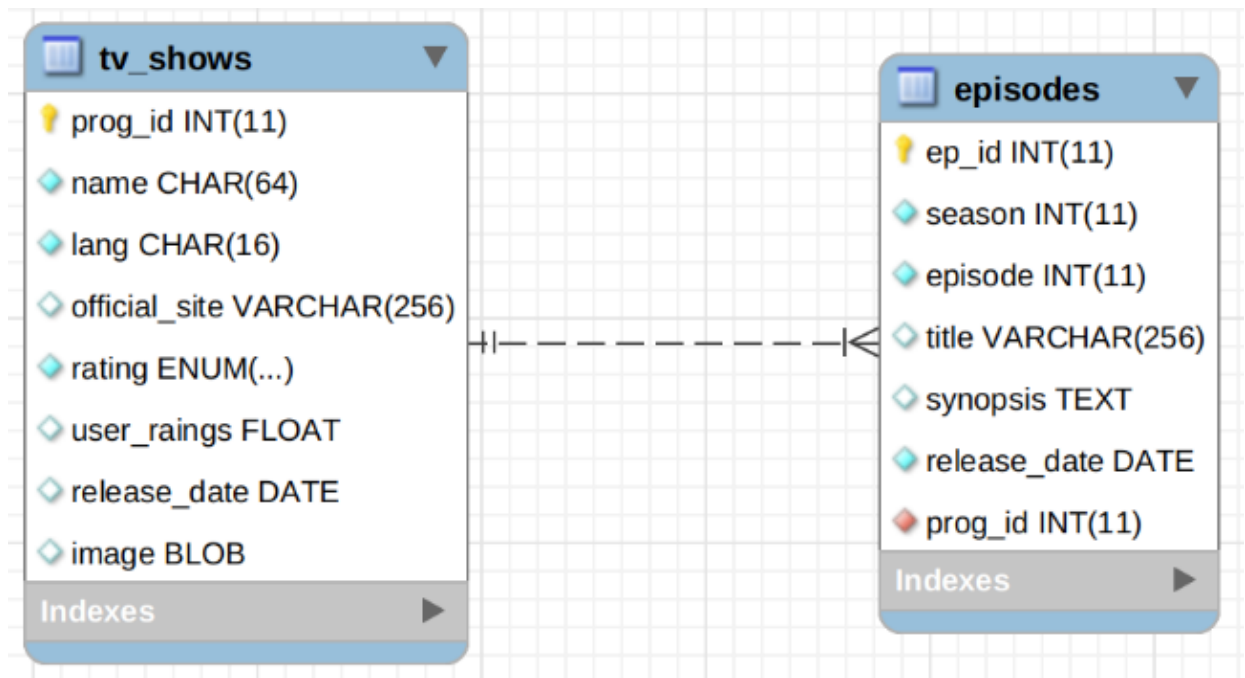 tv_shows
prog_id INT(11)
name CHAR(64)
lang CHAR(16)
official_site VARCHAR(256)
rating ENUM(...)
user_raings FLOAT
release_date DATE
image BLOB
Indexes
episodes
ep_id INT(11)
season INT(11)
episode INT(11)
title VARCHAR(256)
synopsis TEXT
release_date DATE
prog_id INT(11)
Indexes